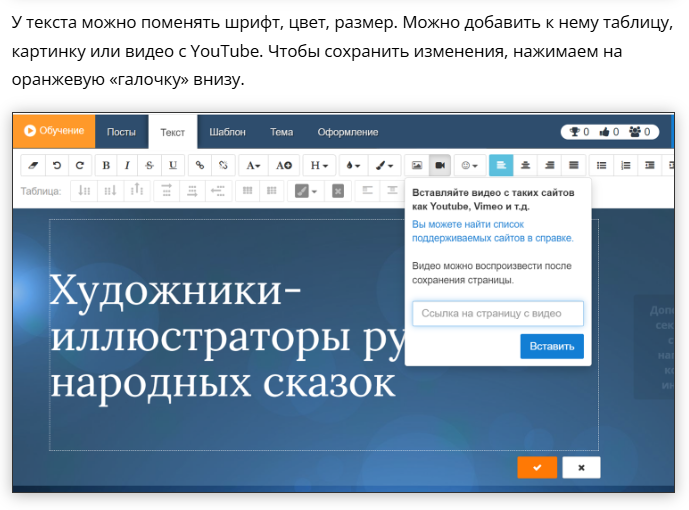 У текста можно поменять шрифт, цвет, размер. Можно добавить к нему таблицу,
картинку или видео с YouTube. Чтобы сохранить изменения, нажимаем на
оранжевую «галочку» внизу.
Обучение Посты Текст Шаблон Тема Оформление 0 0 0
B I S U A A H
Таблица:
Вставляйте видео с таких сайтов
как Youtube, Vimeo и т.д.
Вы можете найти список
поддерживаемых сайтов в справке.
Видео можно воспроизвести после
сохранения страницы.
Ссылка на страницу с видео
Вставить
Художники-
иллюстраторы
народных сказок